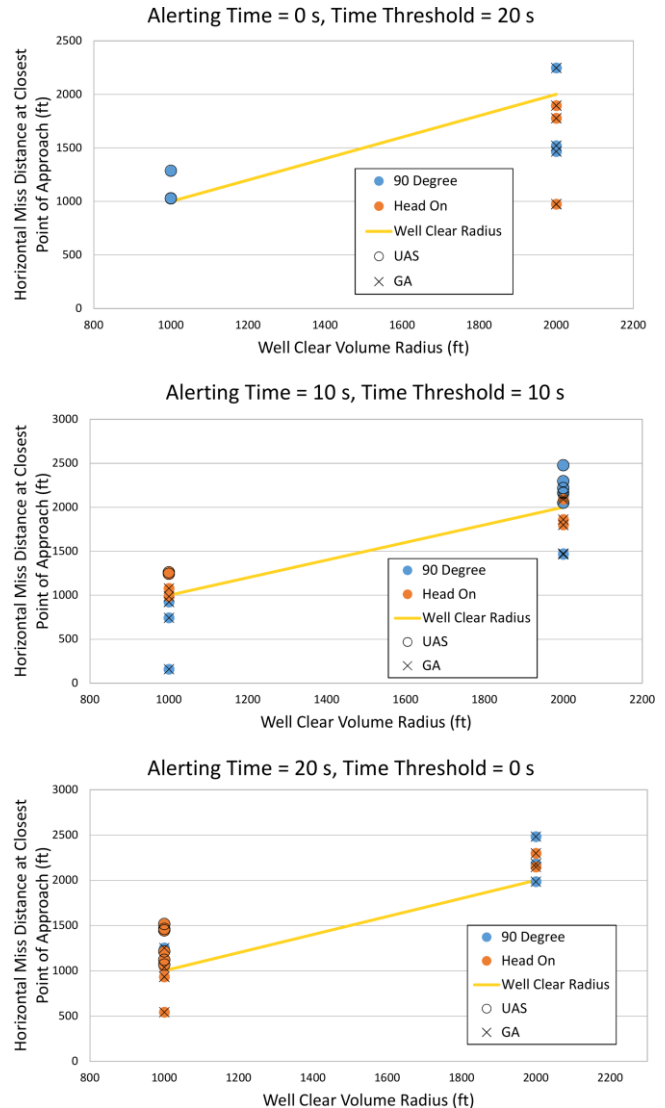 Alerting Time = 0 s, Time Threshold = 20 s
Horizontal Miss Distance at Closest
Point of Approach (ft)
2500
2000
1500
1000
500
0
90 Degree
Head On
Well Clear Radius
UAS
GA
800 1000 1200 1400 1600 1800 2000 2200
Well Clear Volume Radius (ft)
Alerting Time = 10 s, Time Threshold = 10 s
Horizontal Miss Distance at Closest
Point of Approach (ft)
3000
2500
2000
1500
1000
500
0
90 Degree
Head On
Well Clear Radius
UAS
GA
800 1000 1200 1400 1600 1800 2000 2200
Well Clear Volume Radius (ft)
Alerting Time = 20 s, Time Threshold = 0 s
Horizontal Miss Distance at Closest
Point of Approach (ft)
3000
2500
2000
1500
1000
500
0
90 Degree
Head On
Well Clear Radius
UAS
GA
800 1000 1200 1400 1600 1800 2000 2200
Well Clear Volume Radius (ft)